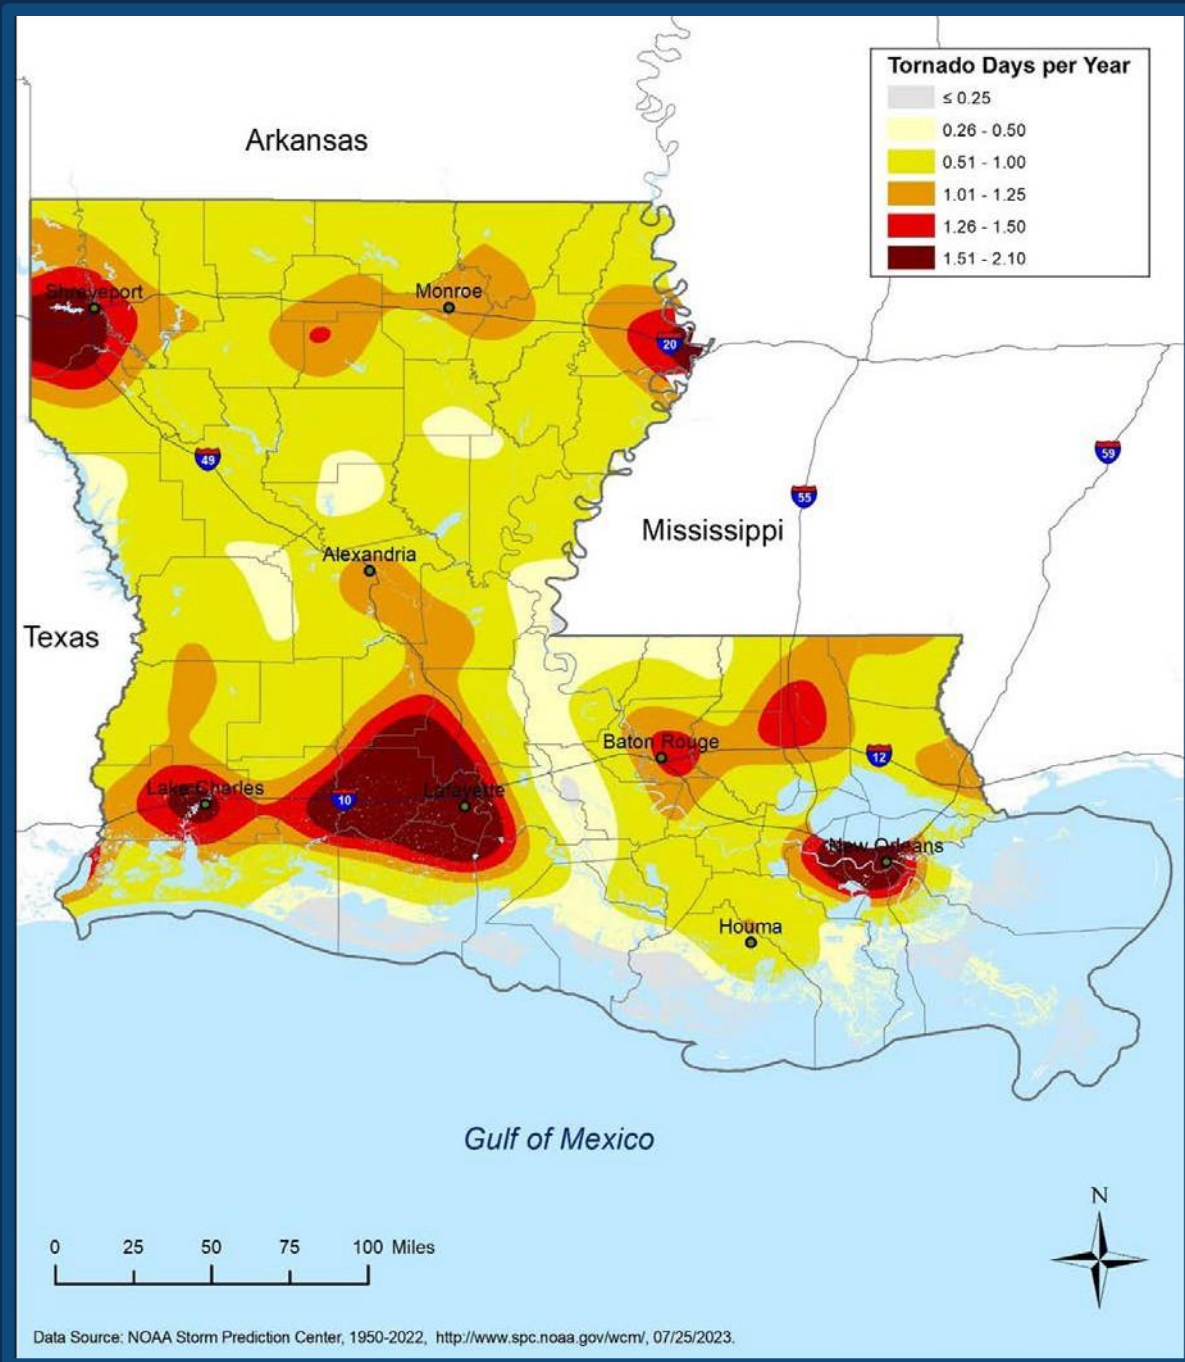 Tornado Days per Year
≤ 0.25
0.26 - 0.50
0.51 - 1.00
1.01 - 1.25
1.26 - 1.50
1.51 - 2.10
Arkansas
Shreveport
Monroe
20
49
59
55
Mississippi
Alexandria
Texas
Baton Rouge
12
Lake Charles
10
Lafayette
New Orleans
Houma
Gulf of Mexico
N
0 25 50 75 100 Miles
Data Source: NOAA Storm Prediction Center, 1950-2022, http://www.spc.noaa.gov/wcm/, 07/25/2023.